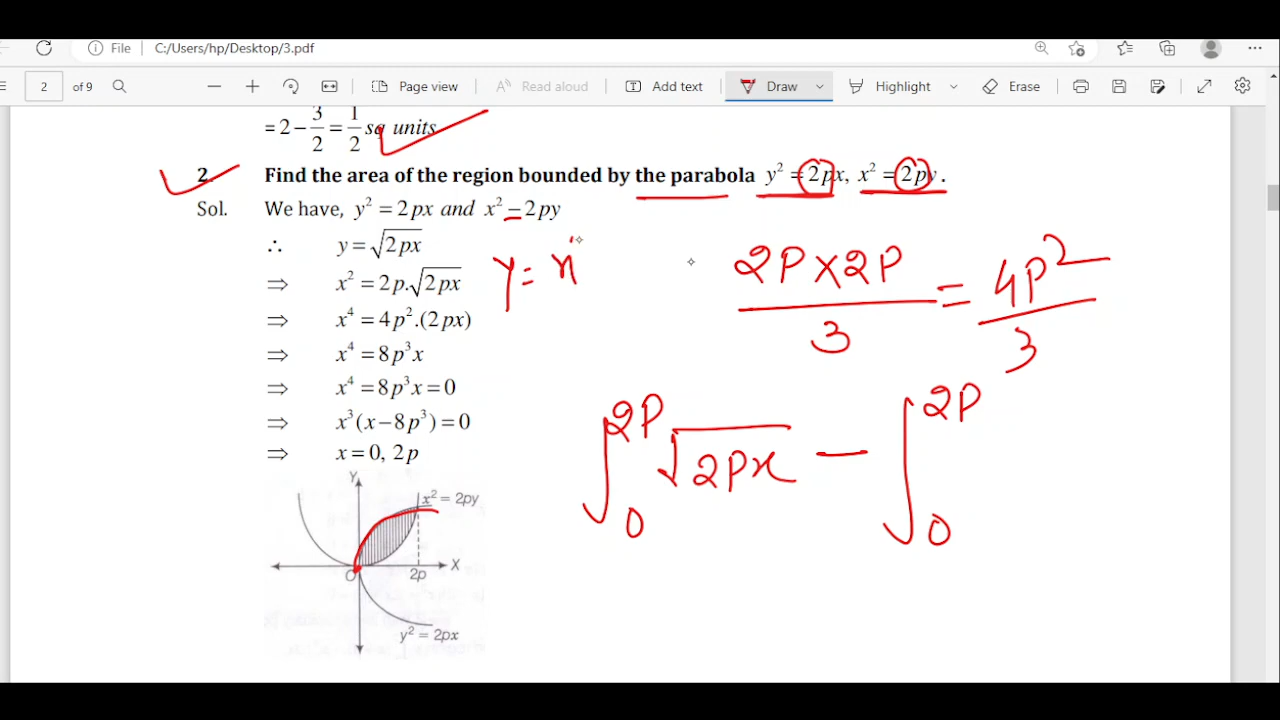 File C:/Users/hp/Desktop/3.pdf
2 of 9 Page view Read aloud Add text Draw Highlight Erase
= 2 − 3/2 = 1/2 sq units
2. Find the area of the region bounded by the parabola y² = 2px, x² = 2py.
Sol. We have, y² = 2px and x² = 2py
∴ y = √2px
⇒ x² = 2p.√2px
⇒ x⁴ = 4p².(2px)
⇒ x⁴ = 8p³x
⇒ x⁴ = 8p³x = 0
⇒ x³(x − 8p³) = 0
⇒ x = 0, 2p
Y
x² = 2py
O 2p X
y² = 2px
y = x
2P × 2P / 3 = 4P² / 3
∫₀^2P √2Px − ∫₀^2P